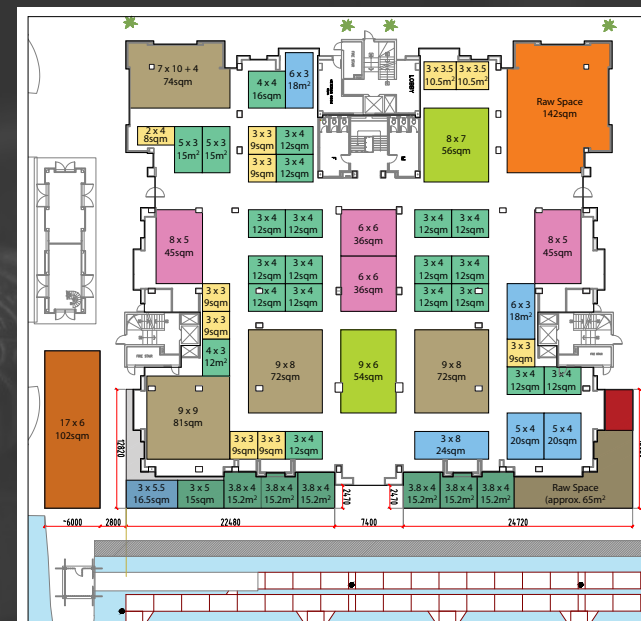 7 x 10 + 4
74sqm
4 x 4
16sqm
6 x 3
18m²
LOBBY
3 x 3.5
10.5m²
3 x 3.5
10.5m²
Raw Space
142sqm
2 x 4
8sqm
5 x 3
15m²
5 x 3
15m²
3 x 3
9sqm
3 x 4
12sqm
3 x 3
9sqm
3 x 4
12sqm
F
M
8 x 7
56sqm
8 x 5
45sqm
3 x 4
12sqm
3 x 4
12sqm
6 x 6
36sqm
3 x 4
12sqm
3 x 4
12sqm
8 x 5
45sqm
3 x 4
12sqm
3 x 4
12sqm
6 x 6
36sqm
3 x 4
12sqm
3 x 4
12sqm
3 x 3
9sqm
3 x 4
12sqm
3 x 4
12sqm
3 x 4
12sqm
3 x 4
12sqm
6 x 3
18m²
3 x 3
9sqm
4 x 3
12m²
9 x 8
72sqm
9 x 6
54sqm
9 x 8
72sqm
3 x 3
9sqm
3 x 4
12sqm
3 x 4
12sqm
17 x 6
102sqm
9 x 9
81sqm
12820
3 x 3
9sqm
3 x 3
9sqm
3 x 4
12sqm
3 x 8
24sqm
5 x 4
20sqm
5 x 4
20sqm
3 x 5.5
16.5sqm
3 x 5
15sqm
3.8 x 4
15.2m²
3.8 x 4
15.2m²
3.8 x 4
15.2m²
2470
2470
3.8 x 4
15.2m²
3.8 x 4
15.2m²
3.8 x 4
15.2m²
Raw Space
(approx. 65m²
~6000
2800
22480
7400
24720